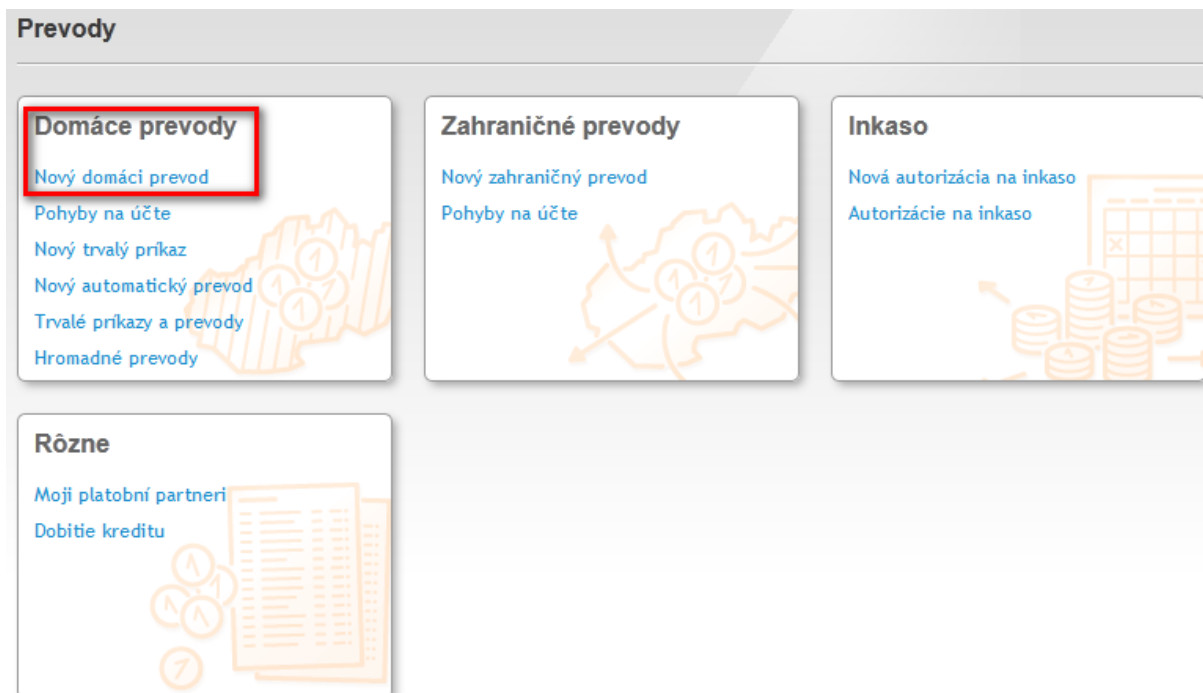 Prevody
Domáce prevody
Nový domáci prevod
Pohyby na účte
Nový trvalý príkaz
Nový automatický prevod
Trvalé príkazy a prevody
Hromadné prevody
Zahraničné prevody
Nový zahraničný prevod
Pohyby na účte
Inkaso
Nová autorizácia na inkaso
Autorizácie na inkaso
Rôzne
Moji platobní partneri
Dobitie kreditu